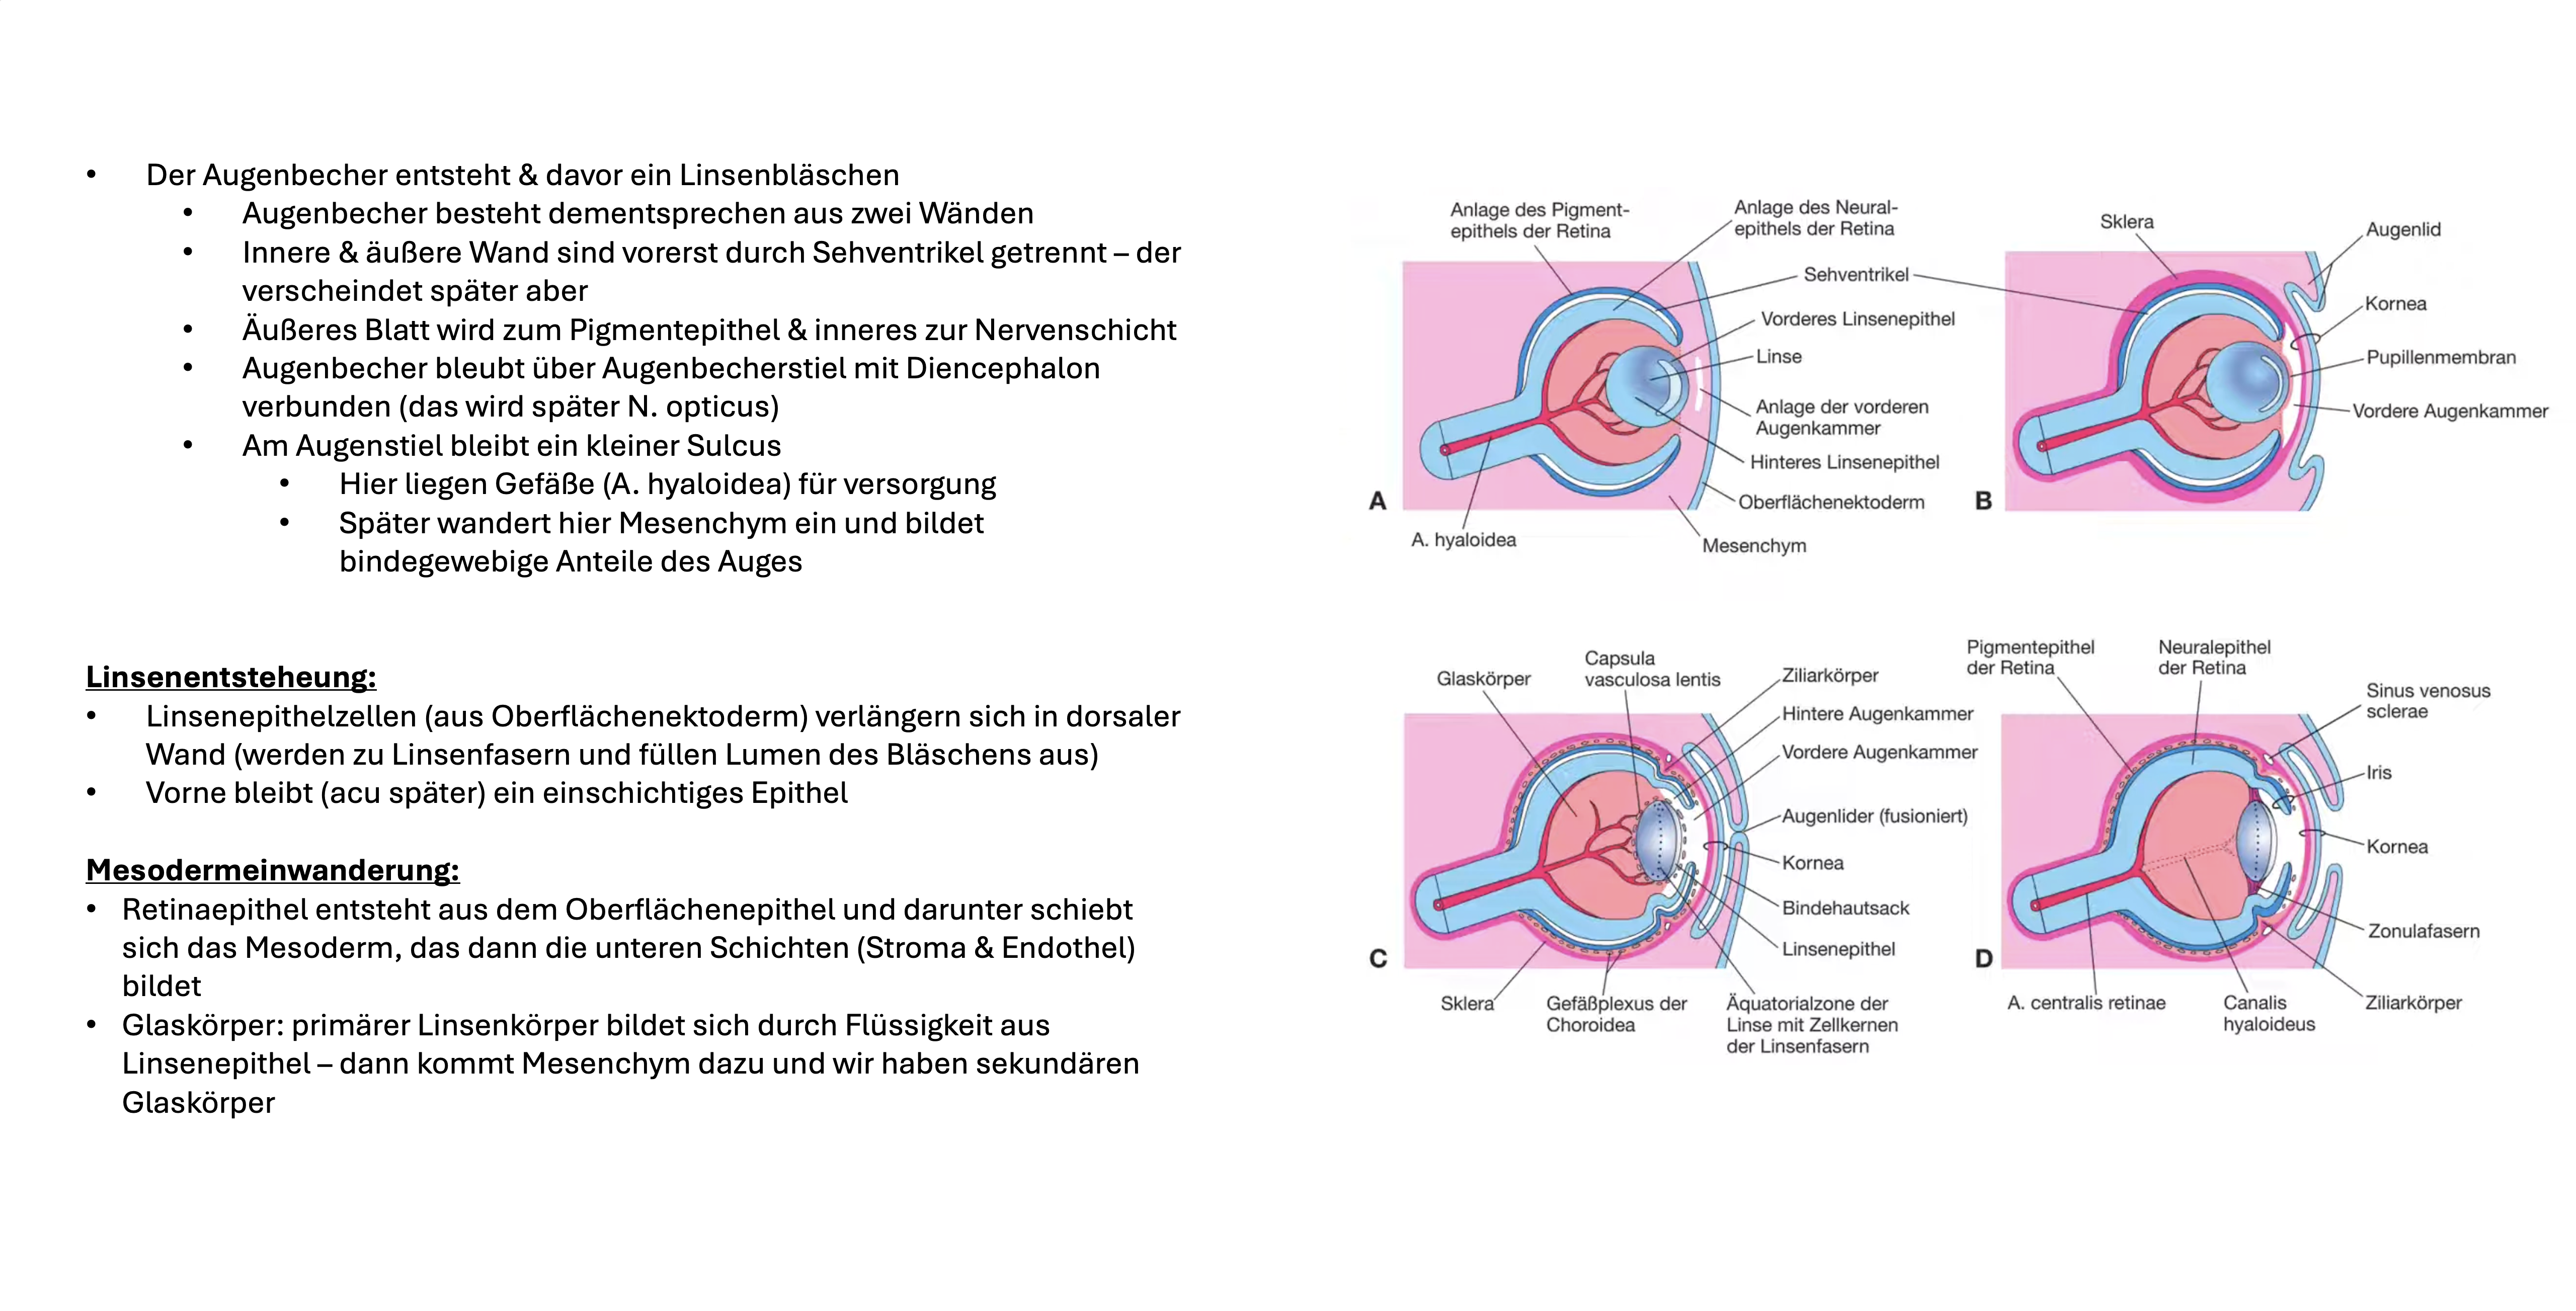 • Der Augenbecher entsteht & davor ein Linsenbläschen
• Augenbecher besteht dementsprechen aus zwei Wänden
• Innere & äußere Wand sind vorerst durch Sehventrikel getrennt – der
verscheindet später aber
• Äußeres Blatt wird zum Pigmentepithel & inneres zur Nervenschicht
• Augenbecher bleubt über Augenbecherstiel mit Diencephalon
verbunden (das wird später N. opticus)
• Am Augenstiel bleibt ein kleiner Sulcus
• Hier liegen Gefäße (A. hyaloidea) für versorgung
• Später wandert hier Mesenchym ein und bildet
bindegewebige Anteile des Auges
Linsenentsteheung:
• Linsenepithelzellen (aus Oberflächenektoderm) verlängern sich in dorsaler
Wand (werden zu Linsenfasern und füllen Lumen des Bläschens aus)
• Vorne bleibt (acu später) ein einschichtiges Epithel
Mesodermeinwanderung:
• Retinaepithel entsteht aus dem Oberflächenepithel und darunter schiebt
sich das Mesoderm, das dann die unteren Schichten (Stroma & Endothel)
bildet
• Glaskörper: primärer Linsenkörper bildet sich durch Flüssigkeit aus
Linsenepithel – dann kommt Mesenchym dazu und wir haben sekundären
Glaskörper
Anlage des Pigment-
epithels der Retina
Anlage des Neural-
epithels der Retina
Sehventrikel
Vorderes Linsenepithel
Linse
Anlage der vorderen
Augenkammer
Hinteres Linsenepithel
Oberflächenektoderm
Mesenchym
A. hyaloidea
A
Sklera
Augenlid
Kornea
Pupillenmembran
Vordere Augenkammer
B
Glaskörper
Capsula
vasculosa lentis
Ziliarkörper
Hintere Augenkammer
Vordere Augenkammer
Augenlider (fusioniert)
Kornea
Bindehautsack
Linsenepithel
Äquatorialzone der
Linse mit Zellkernen
der Linsenfasern
Gefäßplexus der
Choroidea
Sklera
C
Pigmentepithel
der Retina
Neuralepithel
der Retina
Sinus venosus
sclerae
Iris
Kornea
Zonulafasern
Ziliarkörper
Canalis
hyaloideus
A. centralis retinae
D